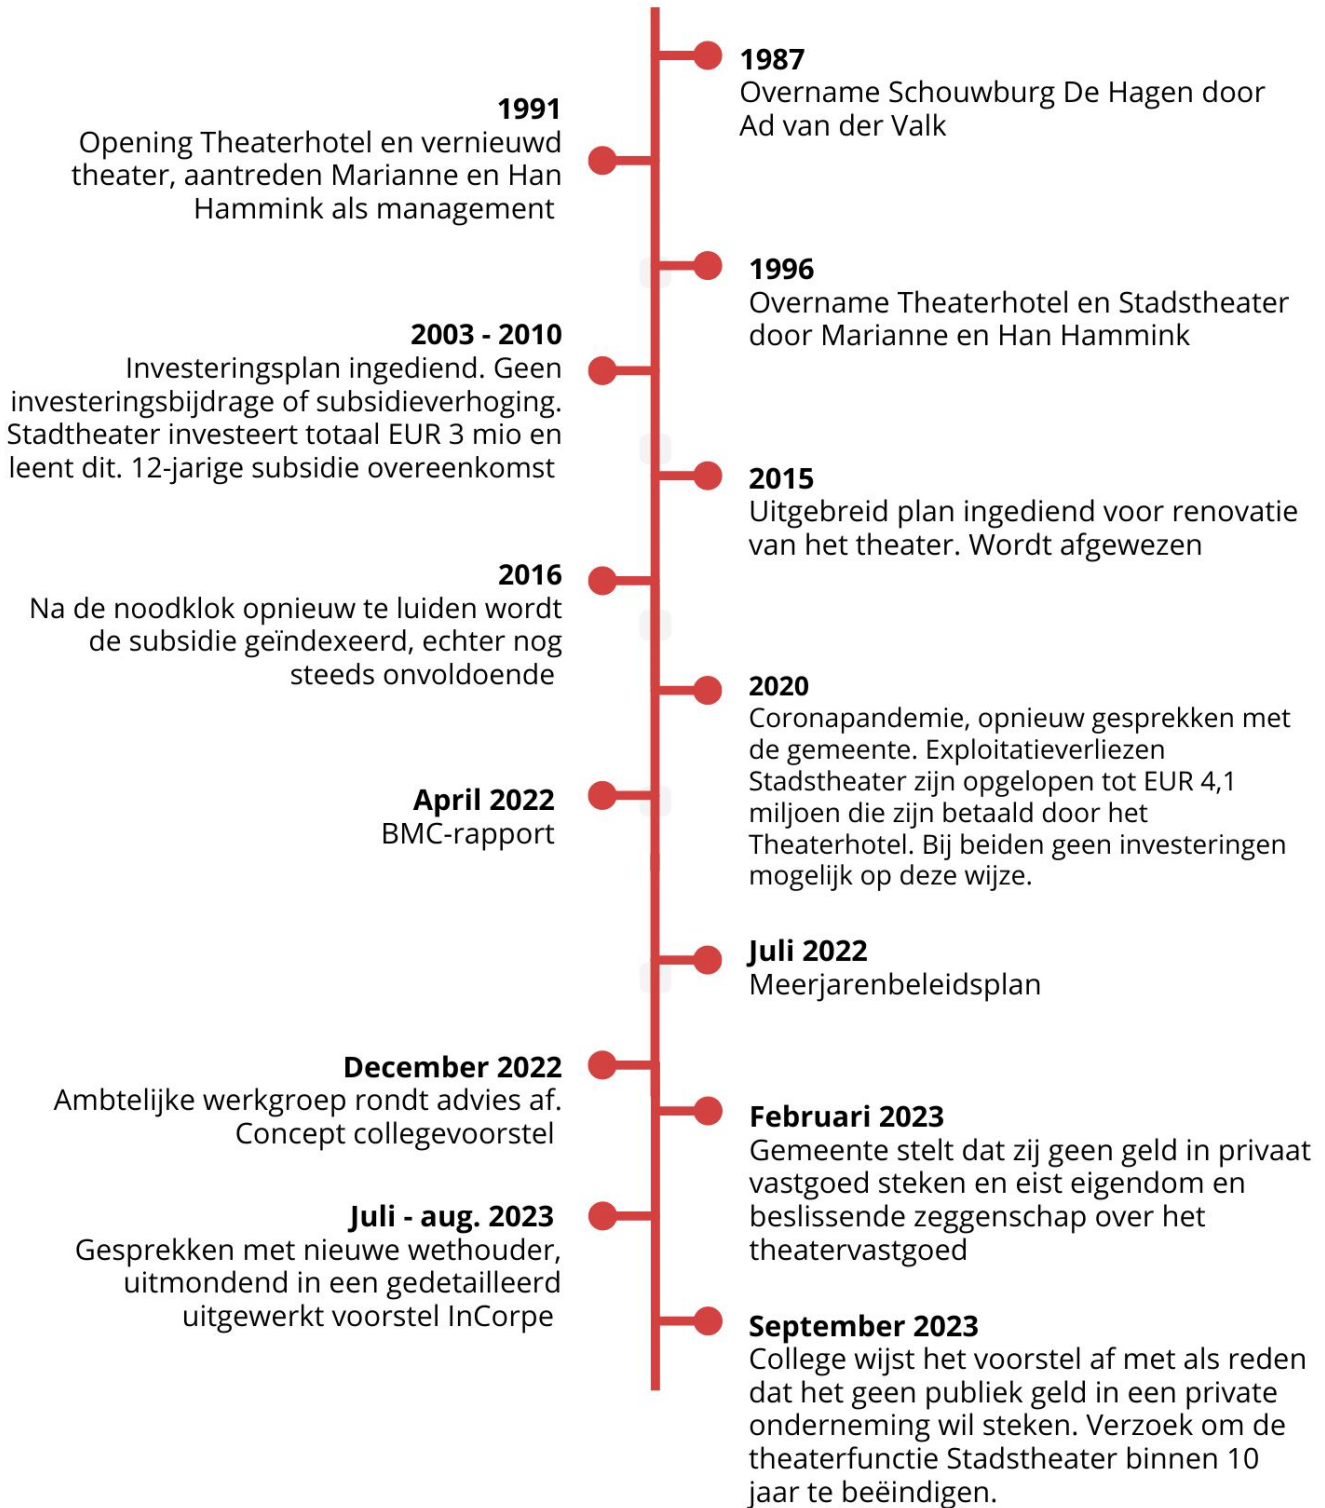 1987
Overname Schouwburg De Hagen door
Ad van der Valk
1991
Opening Theaterhotel en vernieuwd
theater, aantreden Marianne en Han
Hammink als management
1996
Overname Theaterhotel en Stadstheater
door Marianne en Han Hammink
2003 - 2010
Investeringsplan ingediend. Geen
investeringsbijdrage of subsidieverhoging.
Stadtheater investeert totaal EUR 3 mio en
leent dit. 12-jarige subsidie overeenkomst
2015
Uitgebreid plan ingediend voor renovatie
van het theater. Wordt afgewezen
2016
Na de noodklok opnieuw te luiden wordt
de subsidie geïndexeerd, echter nog
steeds onvoldoende
2020
Coronapandemie, opnieuw gesprekken met
de gemeente. Exploitatieverliezen
Stadstheater zijn opgelopen tot EUR 4,1
miljoen die zijn betaald door het
Theaterhotel. Bij beiden geen investeringen
mogelijk op deze wijze.
April 2022
BMC-rapport
Juli 2022
Meerjarenbeleidsplan
December 2022
Ambtelijke werkgroep rondt advies af.
Concept collegevoorstel
Februari 2023
Gemeente stelt dat zij geen geld in privaat
vastgoed steken en eist eigendom en
beslissende zeggenschap over het
theatervastgoed
Juli - aug. 2023
Gesprekken met nieuwe wethouder,
uitmondend in een gedetailleerd
uitgewerkt voorstel InCorpe
September 2023
College wijst het voorstel af met als reden
dat het geen publiek geld in een private
onderneming wil steken. Verzoek om de
theaterfunctie Stadstheater binnen 10
jaar te beëindigen.